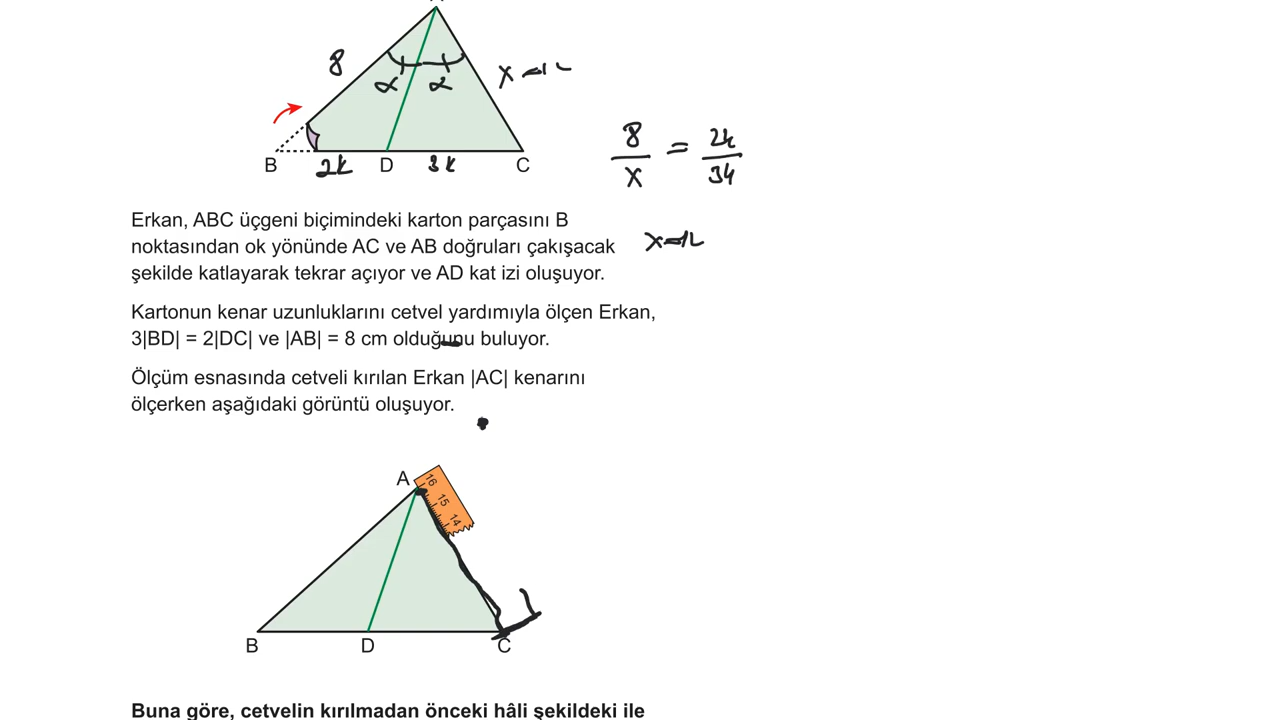 8
α α
x=12
B 2k D 3k C
8/x = 2k/3k
Erkan, ABC üçgeni biçimindeki karton parçasını B
noktasından ok yönünde AC ve AB doğruları çakışacak
x=12
şekilde katlayarak tekrar açıyor ve AD kat izi oluşuyor.
Kartonun kenar uzunluklarını cetvel yardımıyla ölçen Erkan,
3|BD| = 2|DC| ve |AB| = 8 cm olduğunu buluyor.
Ölçüm esnasında cetveli kırılan Erkan |AC| kenarını
ölçerken aşağıdaki görüntü oluşuyor.
A
16
15
14
B D C
Buna göre, cetvelin kırılmadan önceki hâli şekildeki ile